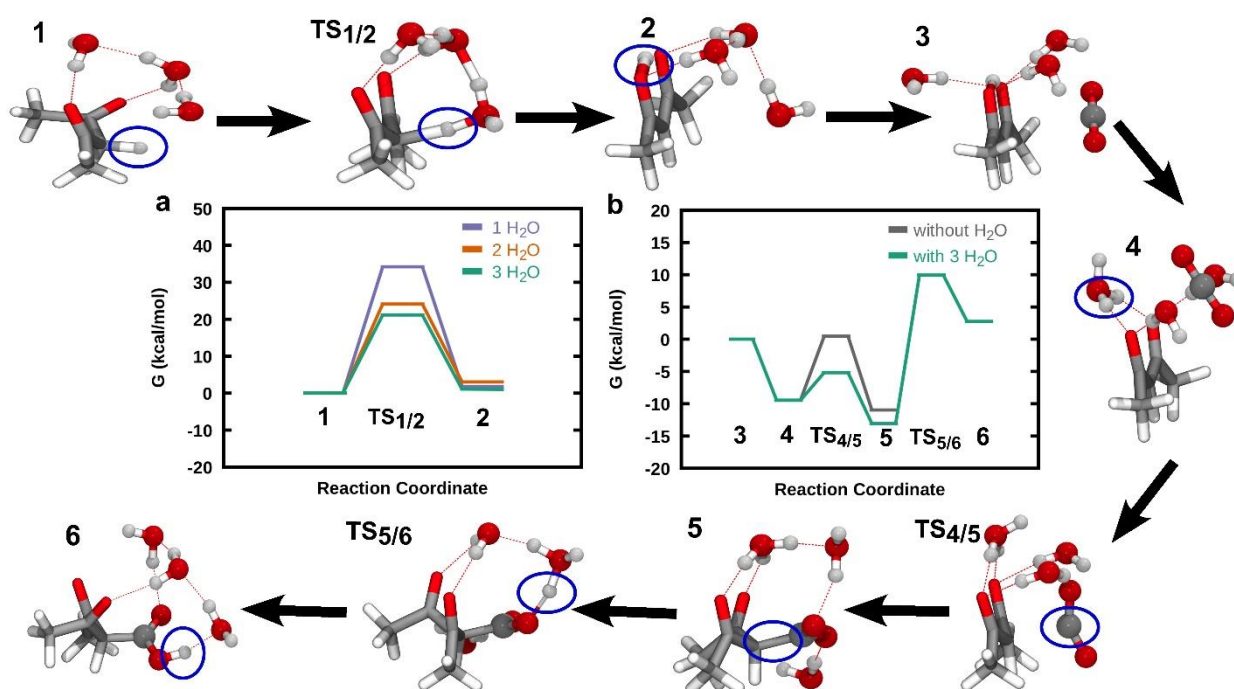 1
TS1/2
2
3
a
50
40
30
20
10
0
-10
-20
G (kcal/mol)
1 H2O
2 H2O
3 H2O
1
TS1/2
2
Reaction Coordinate
b
20
15
10
5
0
-5
-10
-15
-20
G (kcal/mol)
without H2O
with 3 H2O
3
4
TS4/5
5
TS5/6
6
Reaction Coordinate
4
6
TS5/6
5
TS4/5